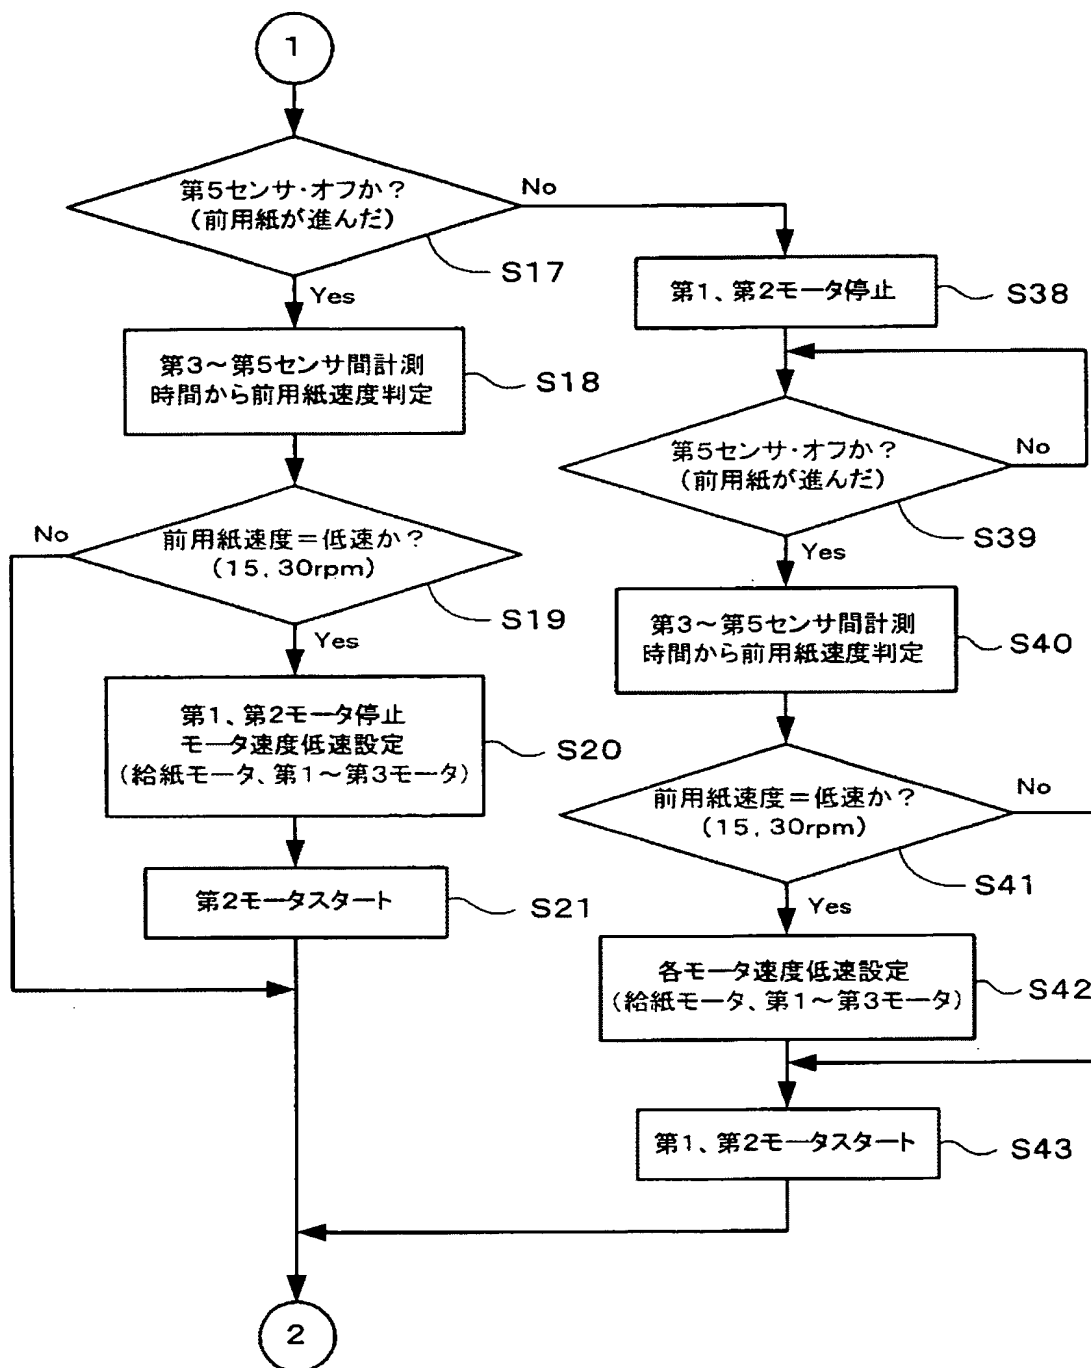 1
第5センサ・オフか?
(前用紙が進んだ)
No
S17
Yes
第3~第5センサ間計測
時間から前用紙速度判定
S18
前用紙速度=低速か?
(15,30rpm)
No
S19
Yes
第1、第2モータ停止
モータ速度低速設定
(給紙モータ、第1~第3モータ)
S20
第2モータスタート
S21
第1、第2モータ停止
S38
第5センサ・オフか?
(前用紙が進んだ)
No
S39
Yes
第3~第5センサ間計測
時間から前用紙速度判定
S40
前用紙速度=低速か?
(15,30rpm)
No
S41
Yes
各モータ速度低速設定
(給紙モータ、第1~第3モータ)
S42
第1、第2モータスタート
S43
2